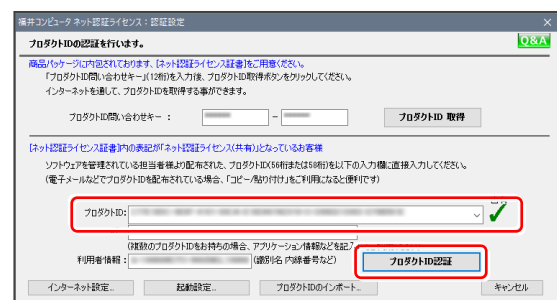 福井コンピュータ ネット認証ライセンス：認証設定
プロダクトIDの認証を行います。
Q&A
商品パッケージに内包されております、【ネット認証ライセンス証書】をご用意ください。
「プロダクトID問い合わせキー」(12桁)を入力後、プロダクトID取得ボタンをクリックしてください。
インターネットを通して、プロダクトIDを取得する事ができます。
プロダクトID問い合わせキー：
－
プロダクトID 取得
【ネット認証ライセンス証書】内の表記が「ネット認証ライセンス(共有)」となっているお客様
ソフトウェアを管理されている担当者様より配布された、プロダクトID(56桁または58桁)を以下の入力欄に直接入力してください。
(電子メールなどでプロダクトIDを配布されている場合、「コピー/貼り付け」をご利用になると便利です)
プロダクトID:
(複数のプロダクトIDをお持ちの場合、アプリケーション情報などを記入
利用者情報：
(識別名 内線番号など)
プロダクトID認証
インターネット設定...
起動設定...
プロダクトIDのインポート...
キャンセル